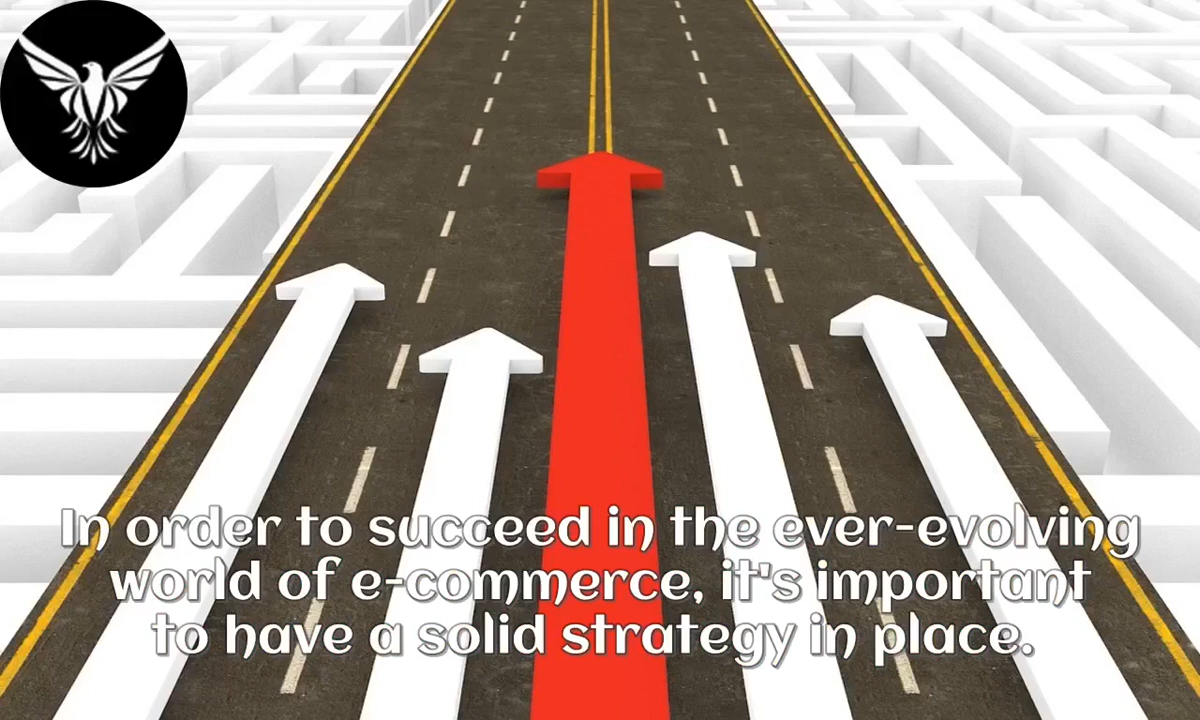 In order to succeed in the ever-evolving
world of e-commerce, it's important
to have a solid strategy in place.